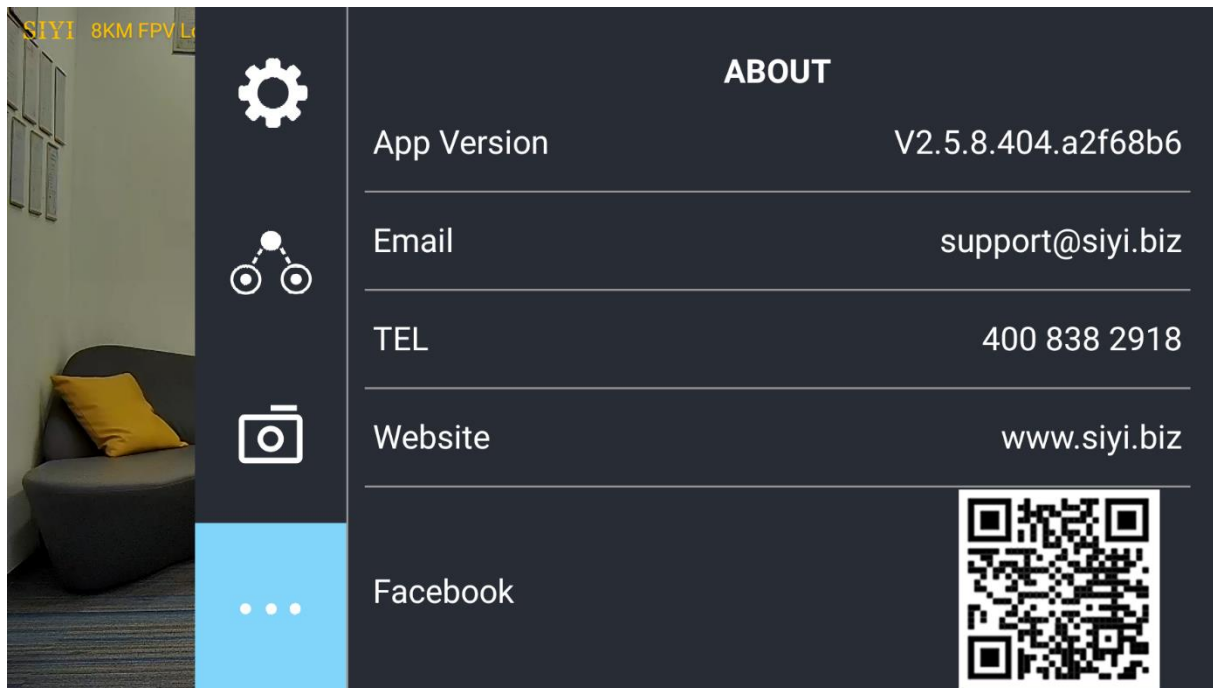 SIYI 8KM FPV
ABOUT
App Version V2.5.8.404.a2f68b6
Email support@siyi.biz
TEL 400 838 2918
Website www.siyi.biz
Facebook